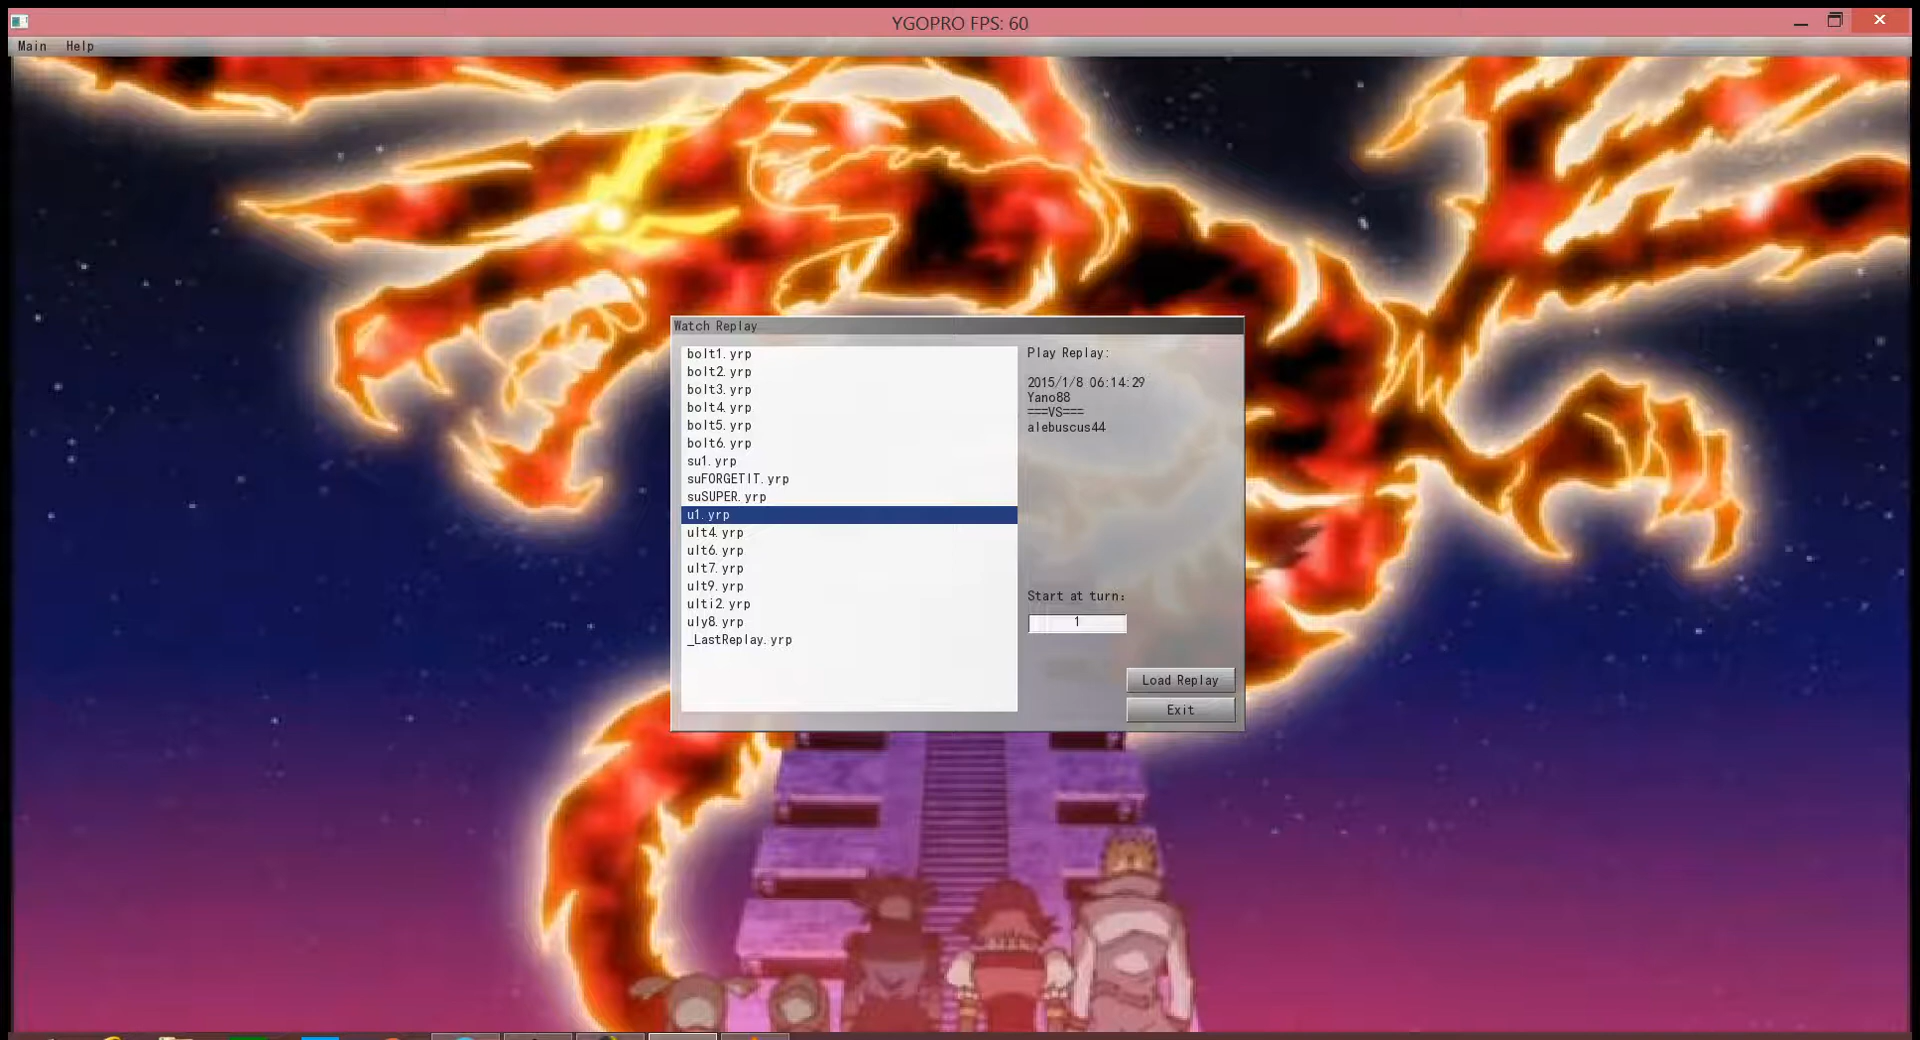 YGOPRO FPS: 60
Main Help
Watch Replay
bolt1.yrp
bolt2.yrp
bolt3.yrp
bolt4.yrp
bolt5.yrp
bolt6.yrp
su1.yrp
suFORGETIT.yrp
suSUPER.yrp
u1.yrp
ult4.yrp
ult6.yrp
ult7.yrp
ult9.yrp
ulti2.yrp
uly8.yrp
_LastReplay.yrp
Play Replay:
2015/1/8 06:14:29
Yano88
===VS===
alebuscus44
Start at turn:
1
Load Replay
Exit